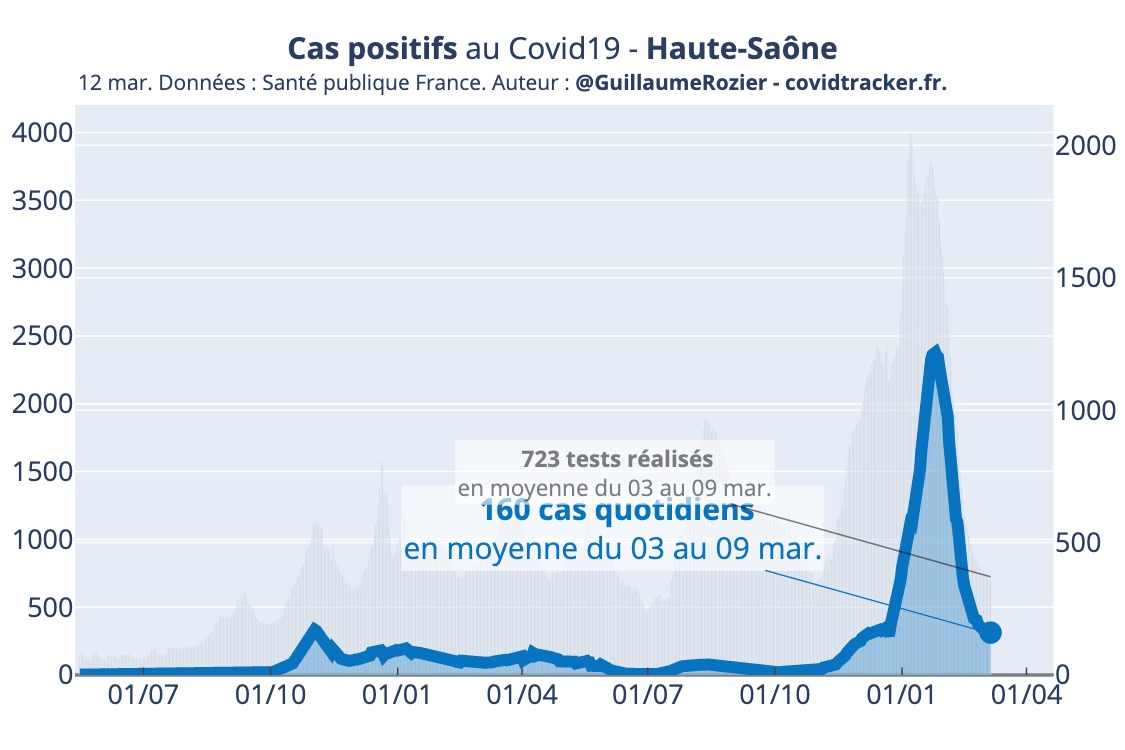 Cas positifs au Covid19 - Haute-Saône
12 mar. Données : Santé publique France. Auteur : @GuillaumeRozier - covidtracker.fr.
4000
3500
3000
2500
2000
1500
1000
500
0
2000
1500
1000
500
0
723 tests réalisés
en moyenne du 03 au 09 mar.
160 cas quotidiens
en moyenne du 03 au 09 mar.
01/07 01/10 01/01 01/04 01/07 01/10 01/01 01/04